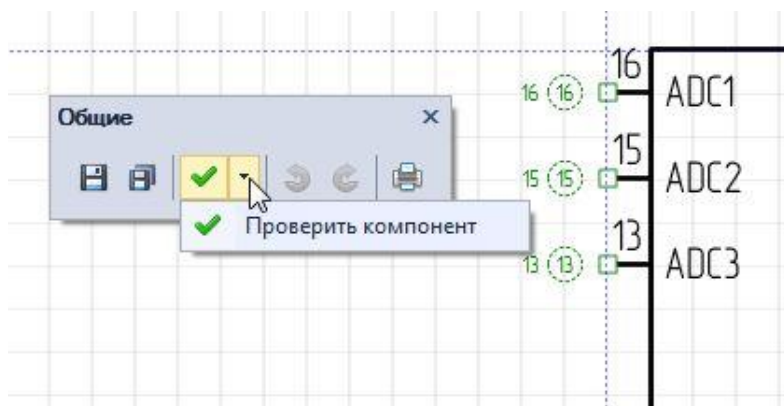 16
16 16 ADC1
Общие
15
15 15 ADC2
Проверить компонент
13
13 13 ADC3